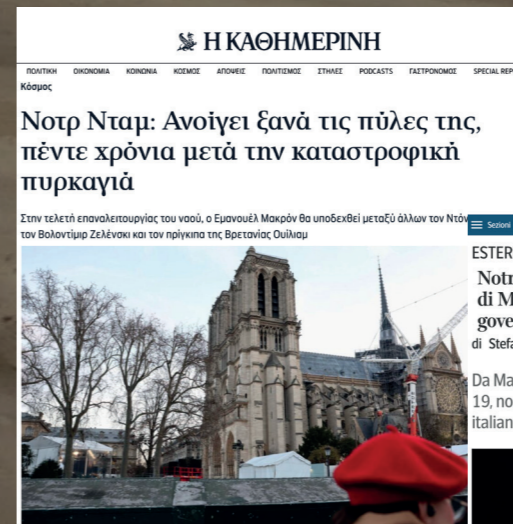 Η ΚΑΘΗΜΕΡΙΝΗ
ΠΟΛΙΤΙΚΗ ΟΙΚΟΝΟΜΙΑ ΚΟΙΝΩΝΙΑ ΚΟΣΜΟΣ ΑΠΟΨΕΙΣ ΠΟΛΙΤΙΣΜΟΣ ΣΤΗΛΕΣ PODCASTS ΓΑΣΤΡΟΝΟΜΟΣ SPECIAL REP
Κόσμος
Νοτρ Νταμ: Ανοίγει ξανά τις πύλες της,
πέντε χρόνια μετά την καταστροφική
πυρκαγιά
Στην τελετή επαναλειτουργίας του ναού, ο Εμανουέλ Μακρόν θα υποδεχθεί μεταξύ άλλων τον Ντόν
τον Βολοντίμιρ Ζελένσκι και τον πρίγκιπα της Βρετανίας Ουίλιαμ
Sezioni
ESTER
Notr
di M
gove
di Stefa
Da Ma
19, no
italian